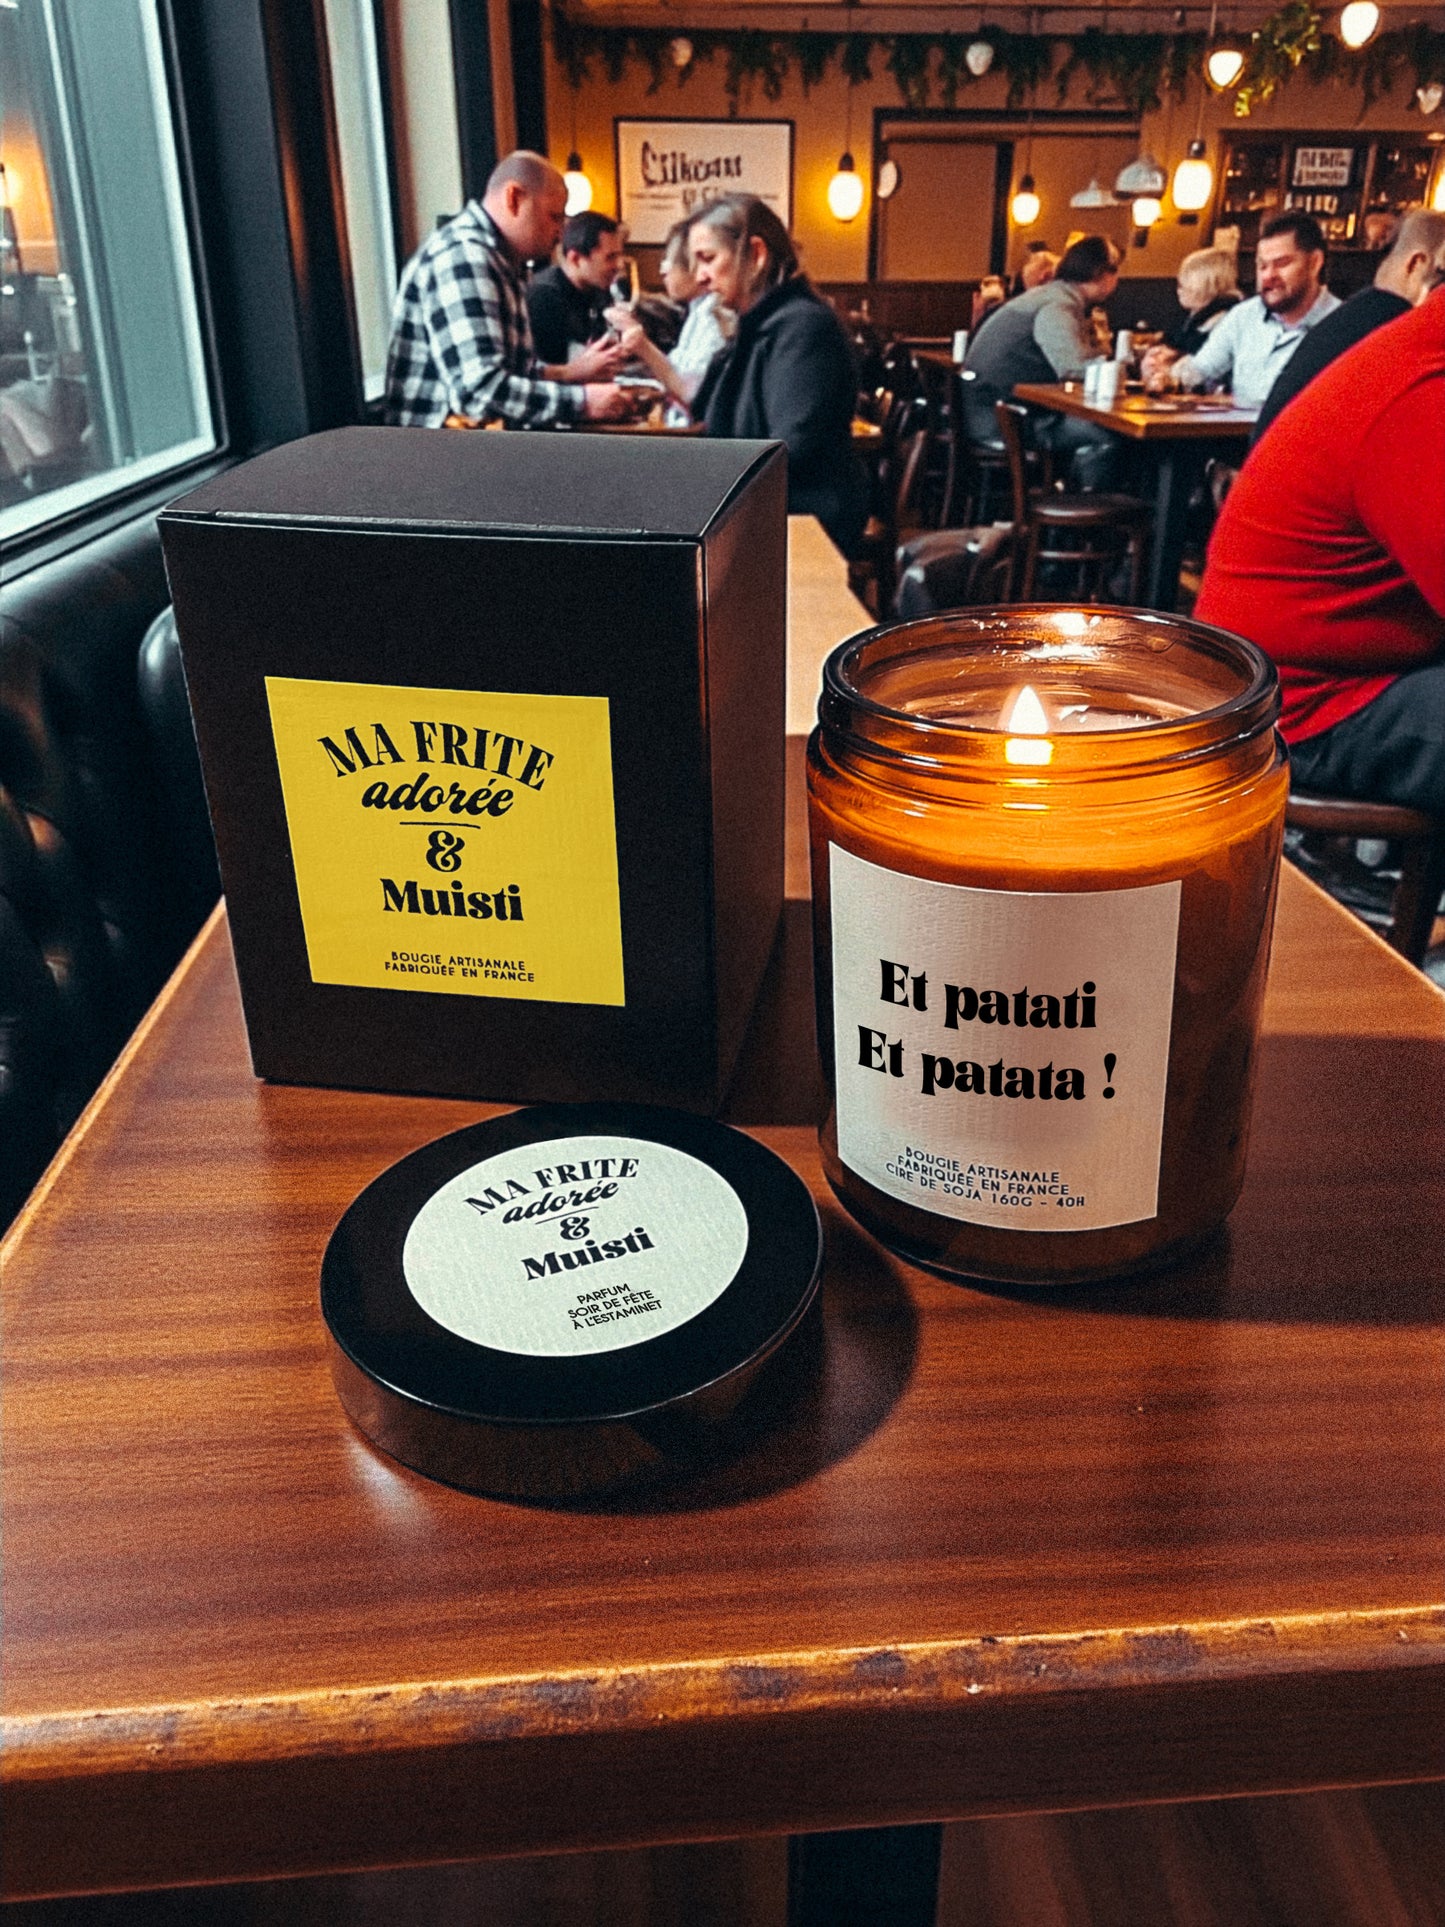 MA FRITE
adorée
&
Muisti
BOUGIE ARTISANALE
FABRIQUÉE EN FRANCE
Et patati
Et patata !
BOUGIE ARTISANALE
FABRIQUÉE EN FRANCE
CIRE DE SOJA 160G - 40H
MA FRITE
adorée
&
Muisti
PARFUM
SOIR DE FÊTE
À L'ESTAMINET